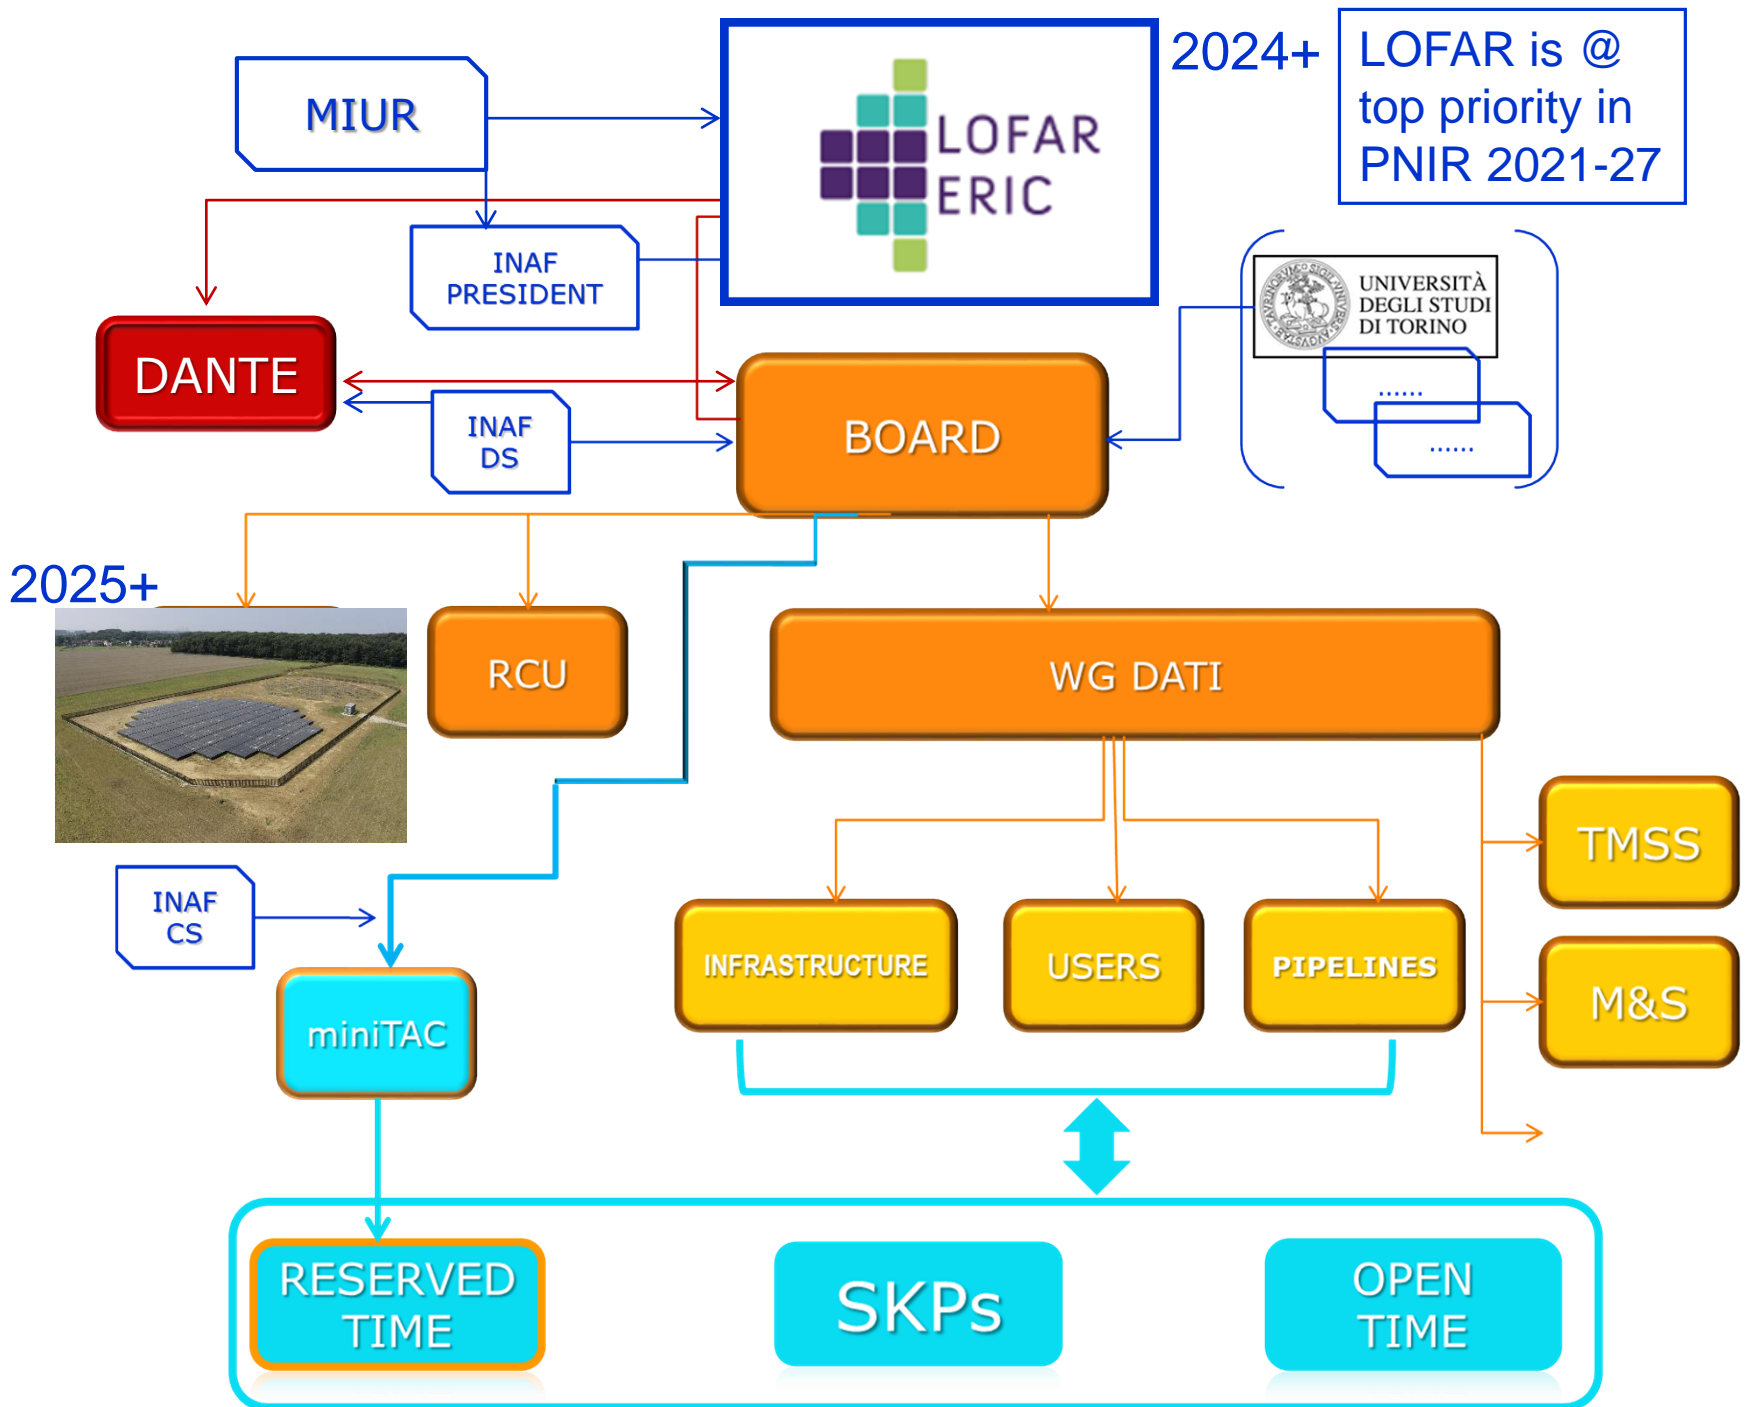 2024+
LOFAR is @
top priority in
PNIR 2021-27
MIUR
LOFAR
ERIC
INAF
PRESIDENT
UNIVERSITÀ
DEGLI STUDI
DI TORINO
......
......
DANTE
INAF
DS
BOARD
2025+
RCU
WG DATI
TMSS
INAF
CS
INFRASTRUCTURE
USERS
PIPELINES
M&S
miniTAC
RESERVED
TIME
SKPs
OPEN
TIME